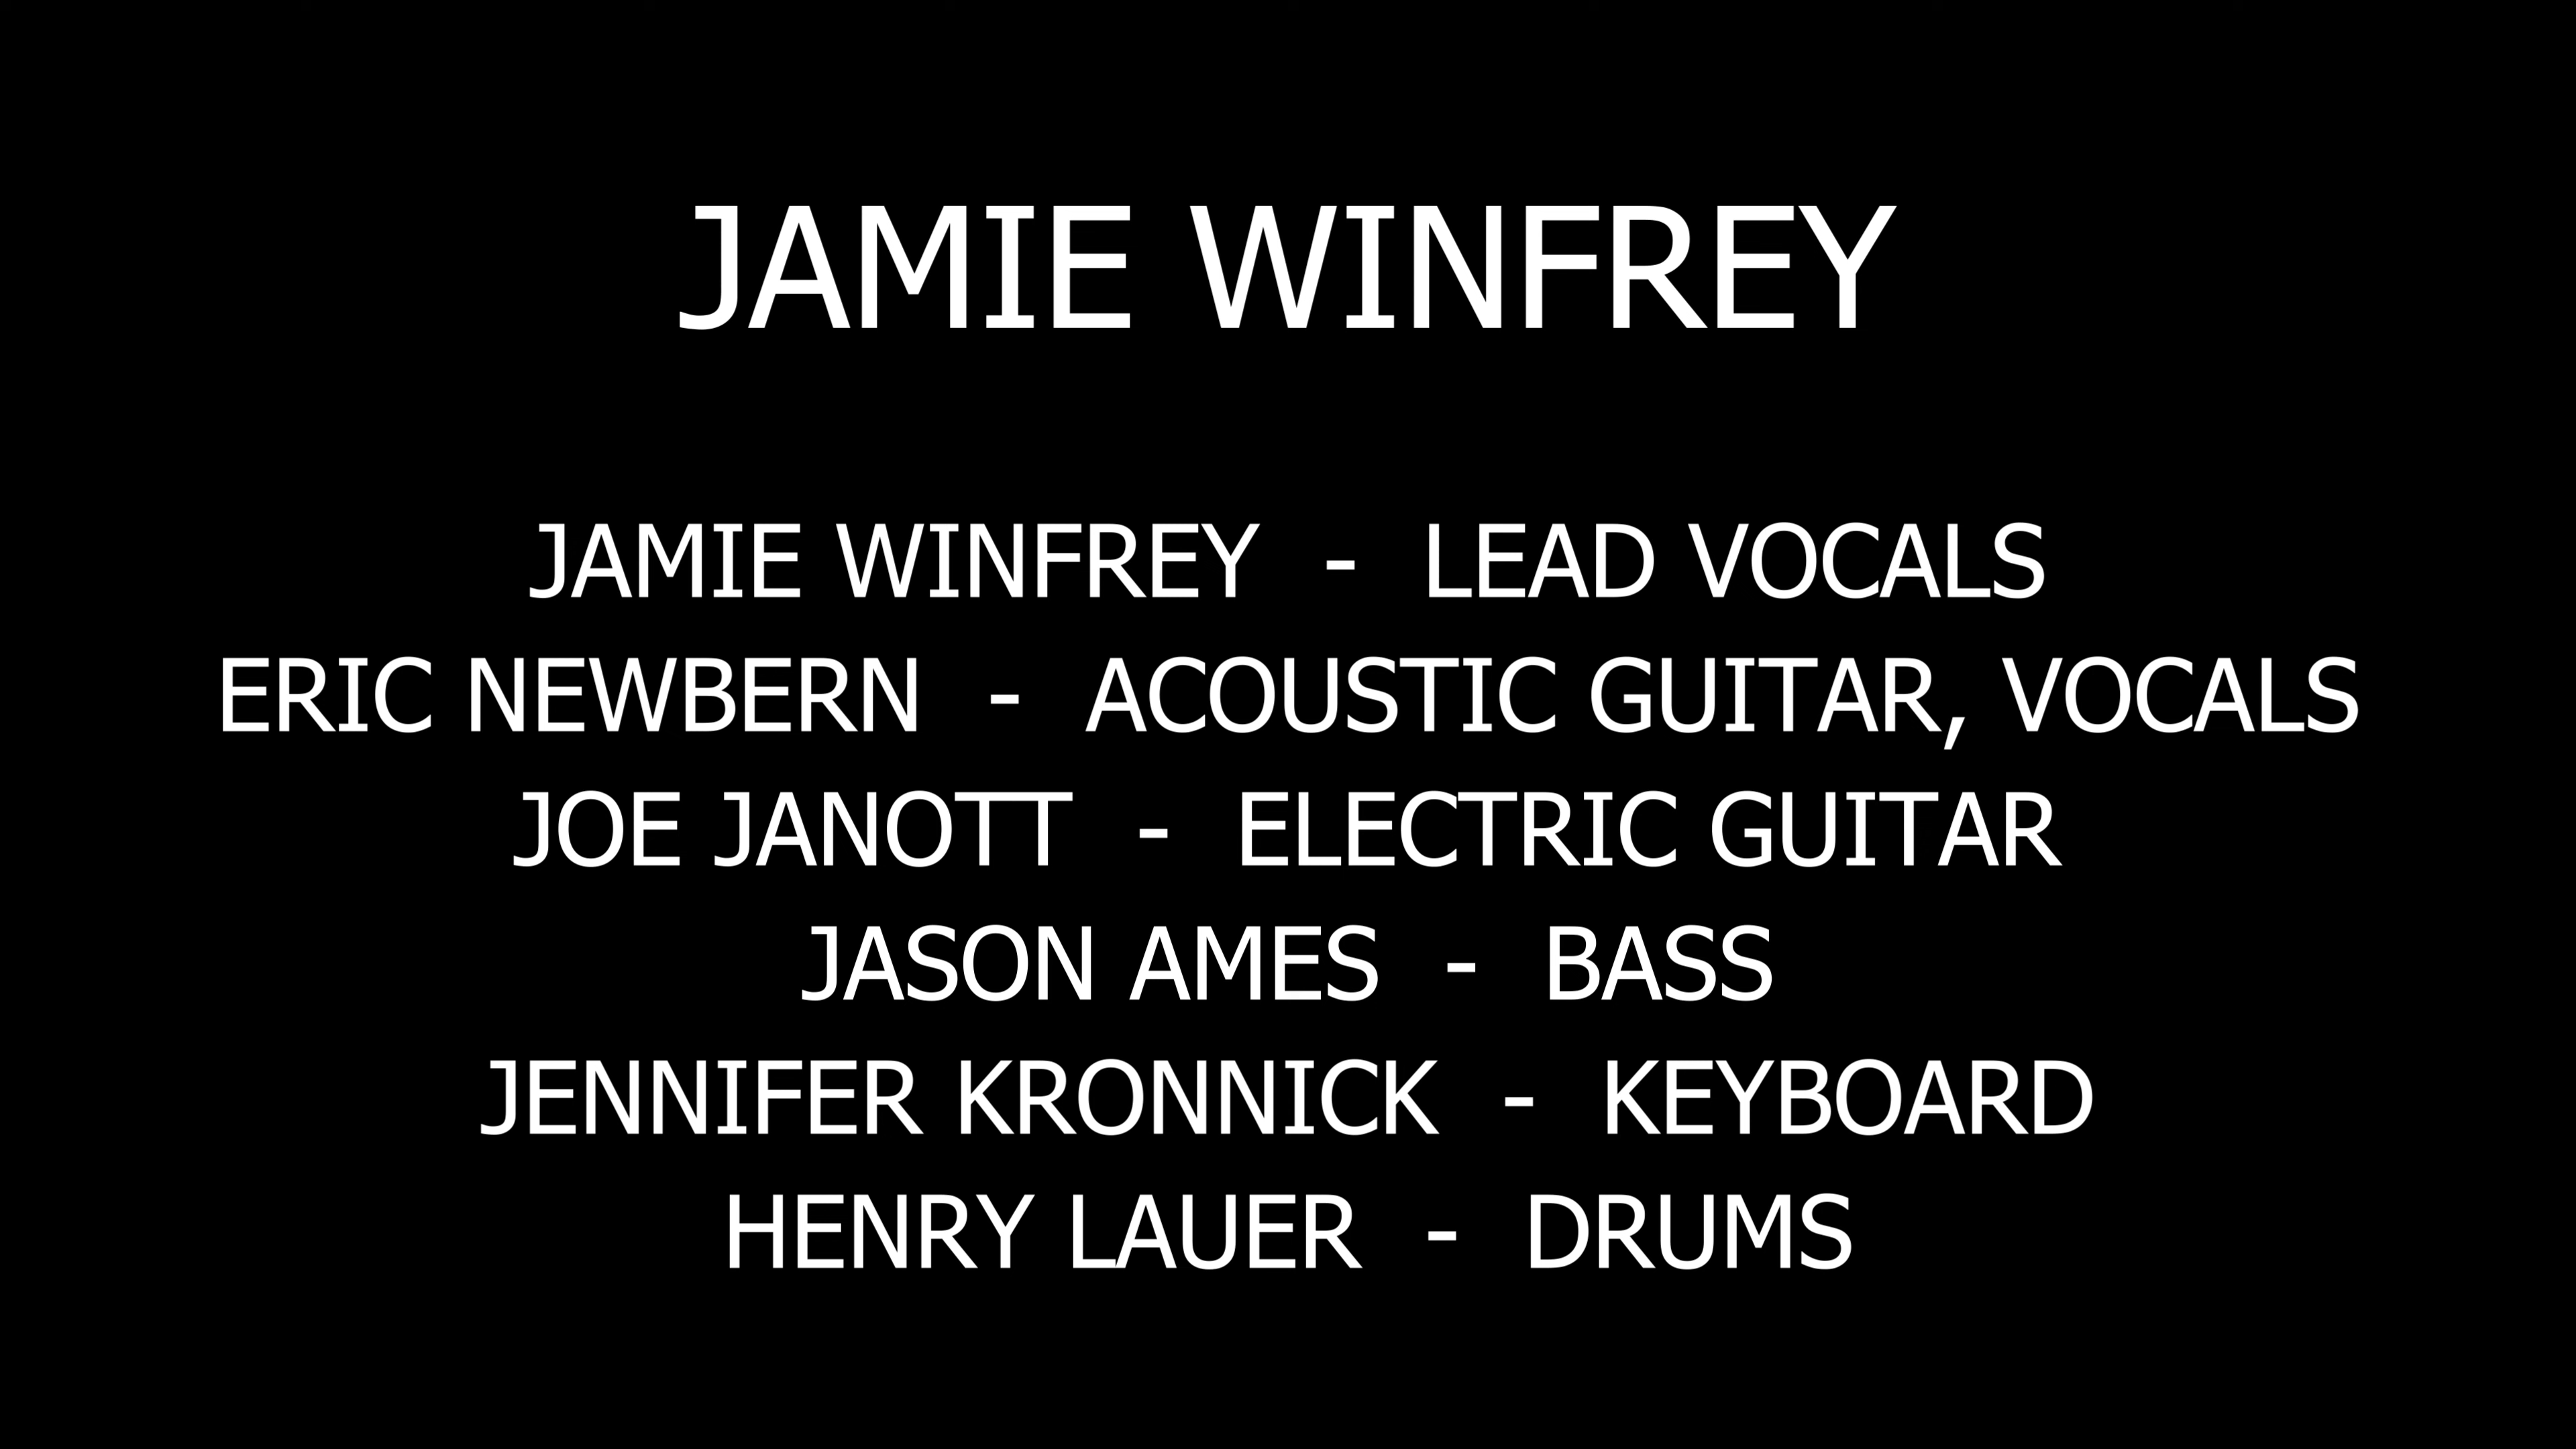 JAMIE WINFREY
JAMIE WINFREY - LEAD VOCALS
ERIC NEWBERN - ACOUSTIC GUITAR, VOCALS
JOE JANOTT - ELECTRIC GUITAR
JASON AMES - BASS
JENNIFER KRONNICK - KEYBOARD
HENRY LAUER - DRUMS